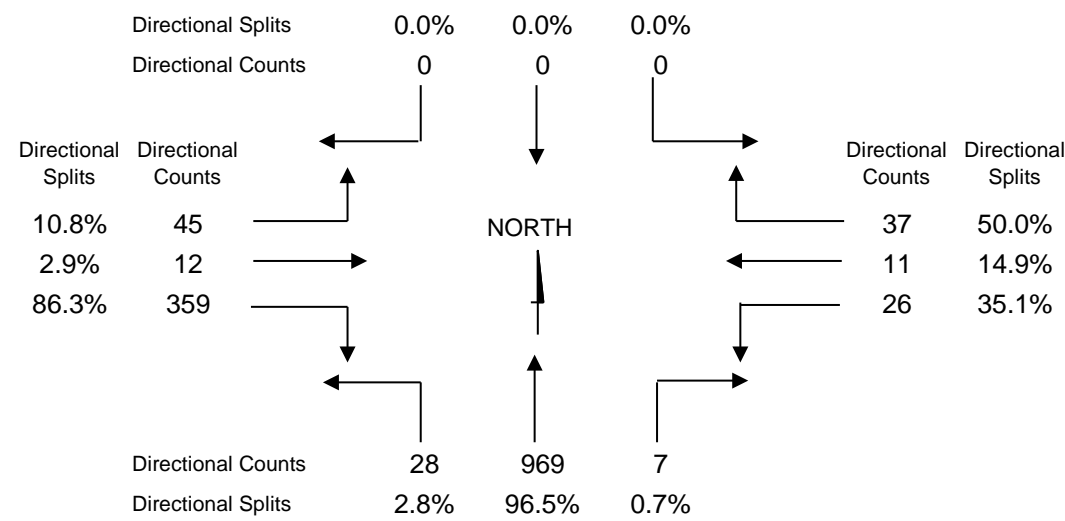 Directional Splits 0.0% 0.0% 0.0%
Directional Counts 0 0 0
Directional Directional Directional Directional
Splits Counts Counts Splits
10.8% 45 37 50.0%
NORTH
2.9% 12 11 14.9%
86.3% 359 26 35.1%
Directional Counts 28 969 7
Directional Splits 2.8% 96.5% 0.7%